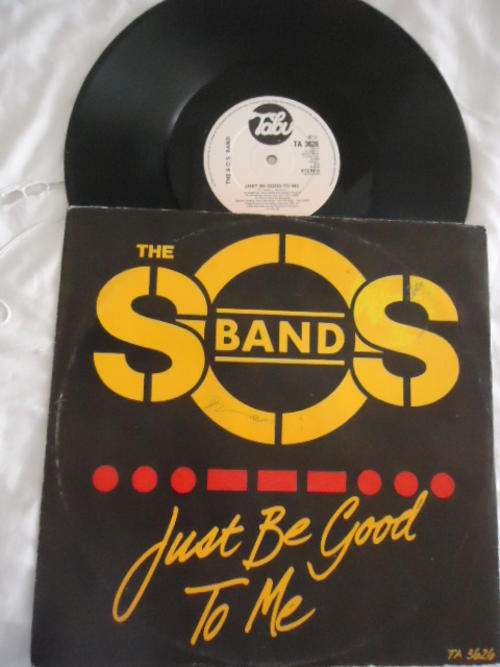 Tabu
TA 3626
STEREO
THE S.O.S. BAND
JUST BE GOOD TO ME
THE
SOS
BAND
Just Be Good
To Me
TA 3626